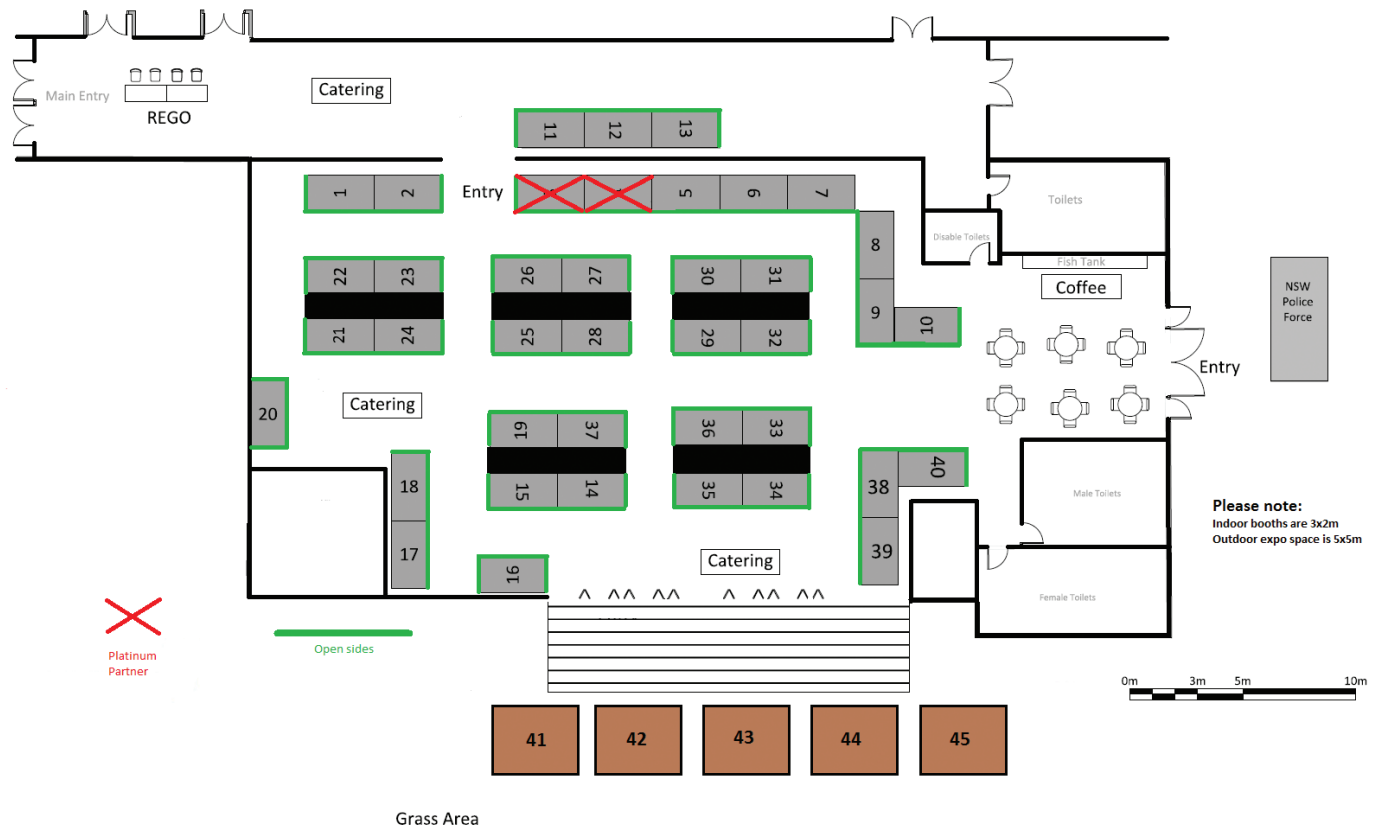 Main Entry
REGO
Catering
11
12
13
1
2
Entry
5
6
7
8
9
10
Toilets
Disable Toilets
Fish Tank
Coffee
NSW
Police
Force
22
23
26
27
30
31
21
24
25
28
29
32
Entry
20
Catering
19
37
36
33
18
15
14
35
34
38
40
17
39
16
Catering
Male Toilets
Female Toilets
Please note:
Indoor booths are 3x2m
Outdoor expo space is 5x5m
Platinum
Partner
Open sides
0m
3m
5m
10m
41
42
43
44
45
Grass Area